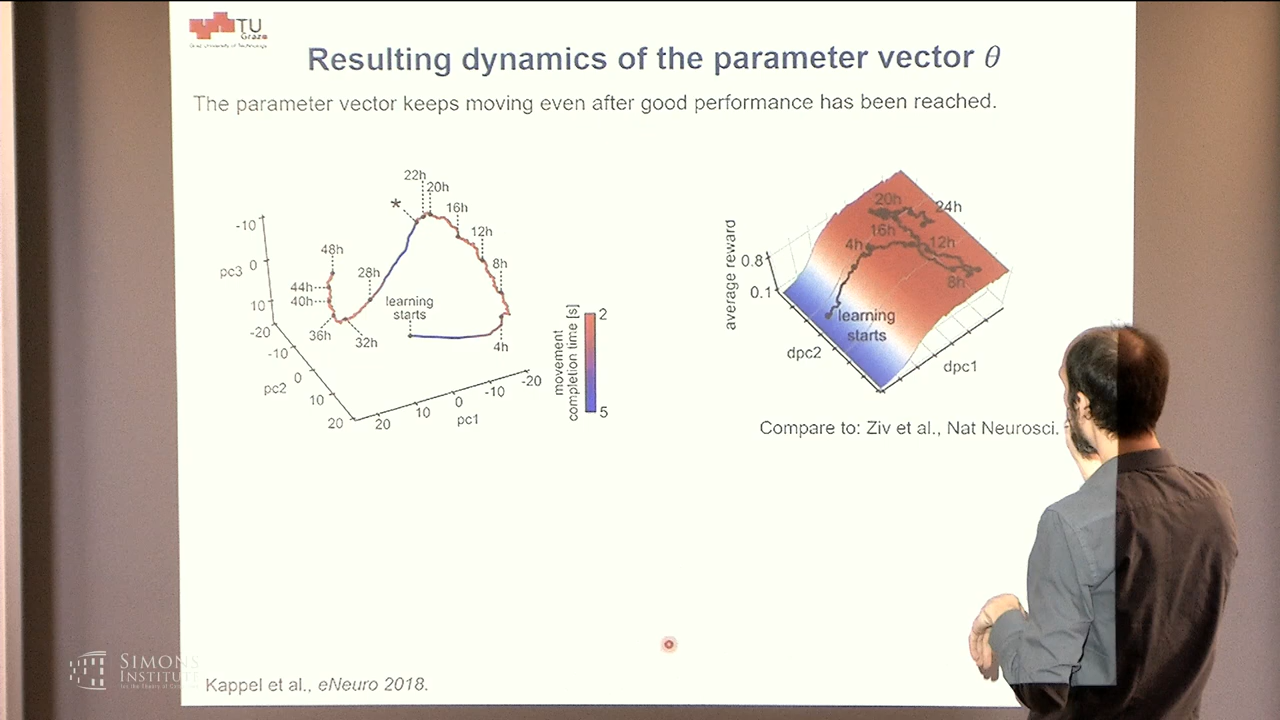 TU
Graz
Graz University of Technology
Resulting dynamics of the parameter vector θ
The parameter vector keeps moving even after good performance has been reached.
22h
20h
*
16h
12h
8h
4h
48h
44h
40h
36h
32h
28h
learning
starts
-10
0
10
pc3
-20
-10
0
10
20
pc2
20
10
0
-10
-20
pc1
movement
completion time [s]
2
5
average reward
0.8
0.1
20h
24h
16h
4h
12h
8h
learning
starts
dpc2
dpc1
Compare to: Ziv et al., Nat Neurosci.
Kappel et al., eNeuro 2018.
SIMONS
INSTITUTE